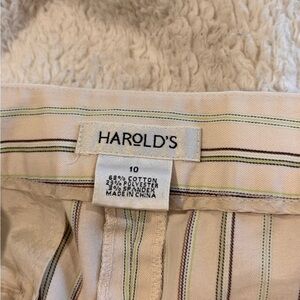 HAROLD'S
10
68% COTTON
29% POLYESTER
3% SPANDEX
MADE IN CHINA